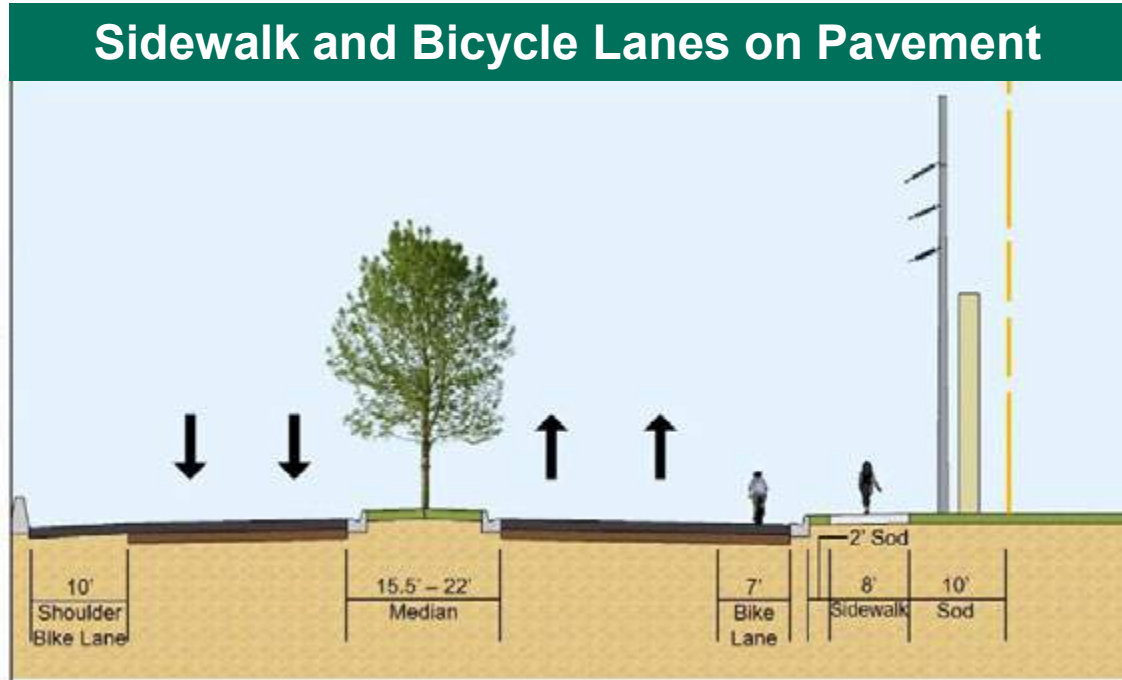 Sidewalk and Bicycle Lanes on Pavement
2' Sod
10'
Shoulder
Bike Lane
15.5' – 22'
Median
7'
Bike
Lane
8'
Sidewalk
10'
Sod